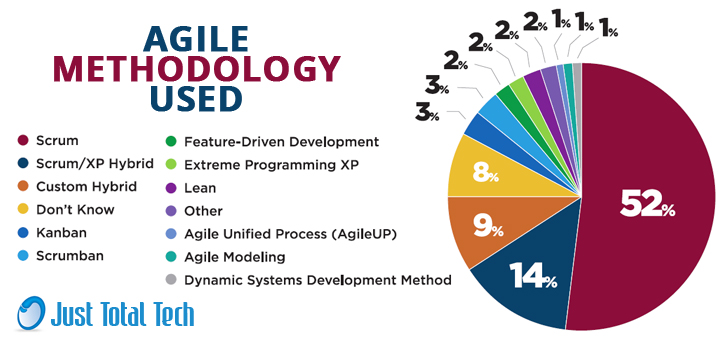 AGILE
METHODOLOGY
USED
Scrum
Scrum/XP Hybrid
Custom Hybrid
Don't Know
Kanban
Scrumban
Feature-Driven Development
Extreme Programming XP
Lean
Other
Agile Unified Process (AgileUP)
Agile Modeling
Dynamic Systems Development Method
52%
14%
9%
8%
3%
3%
2%
2%
2%
2%
1%
1%
1%
Just Total Tech